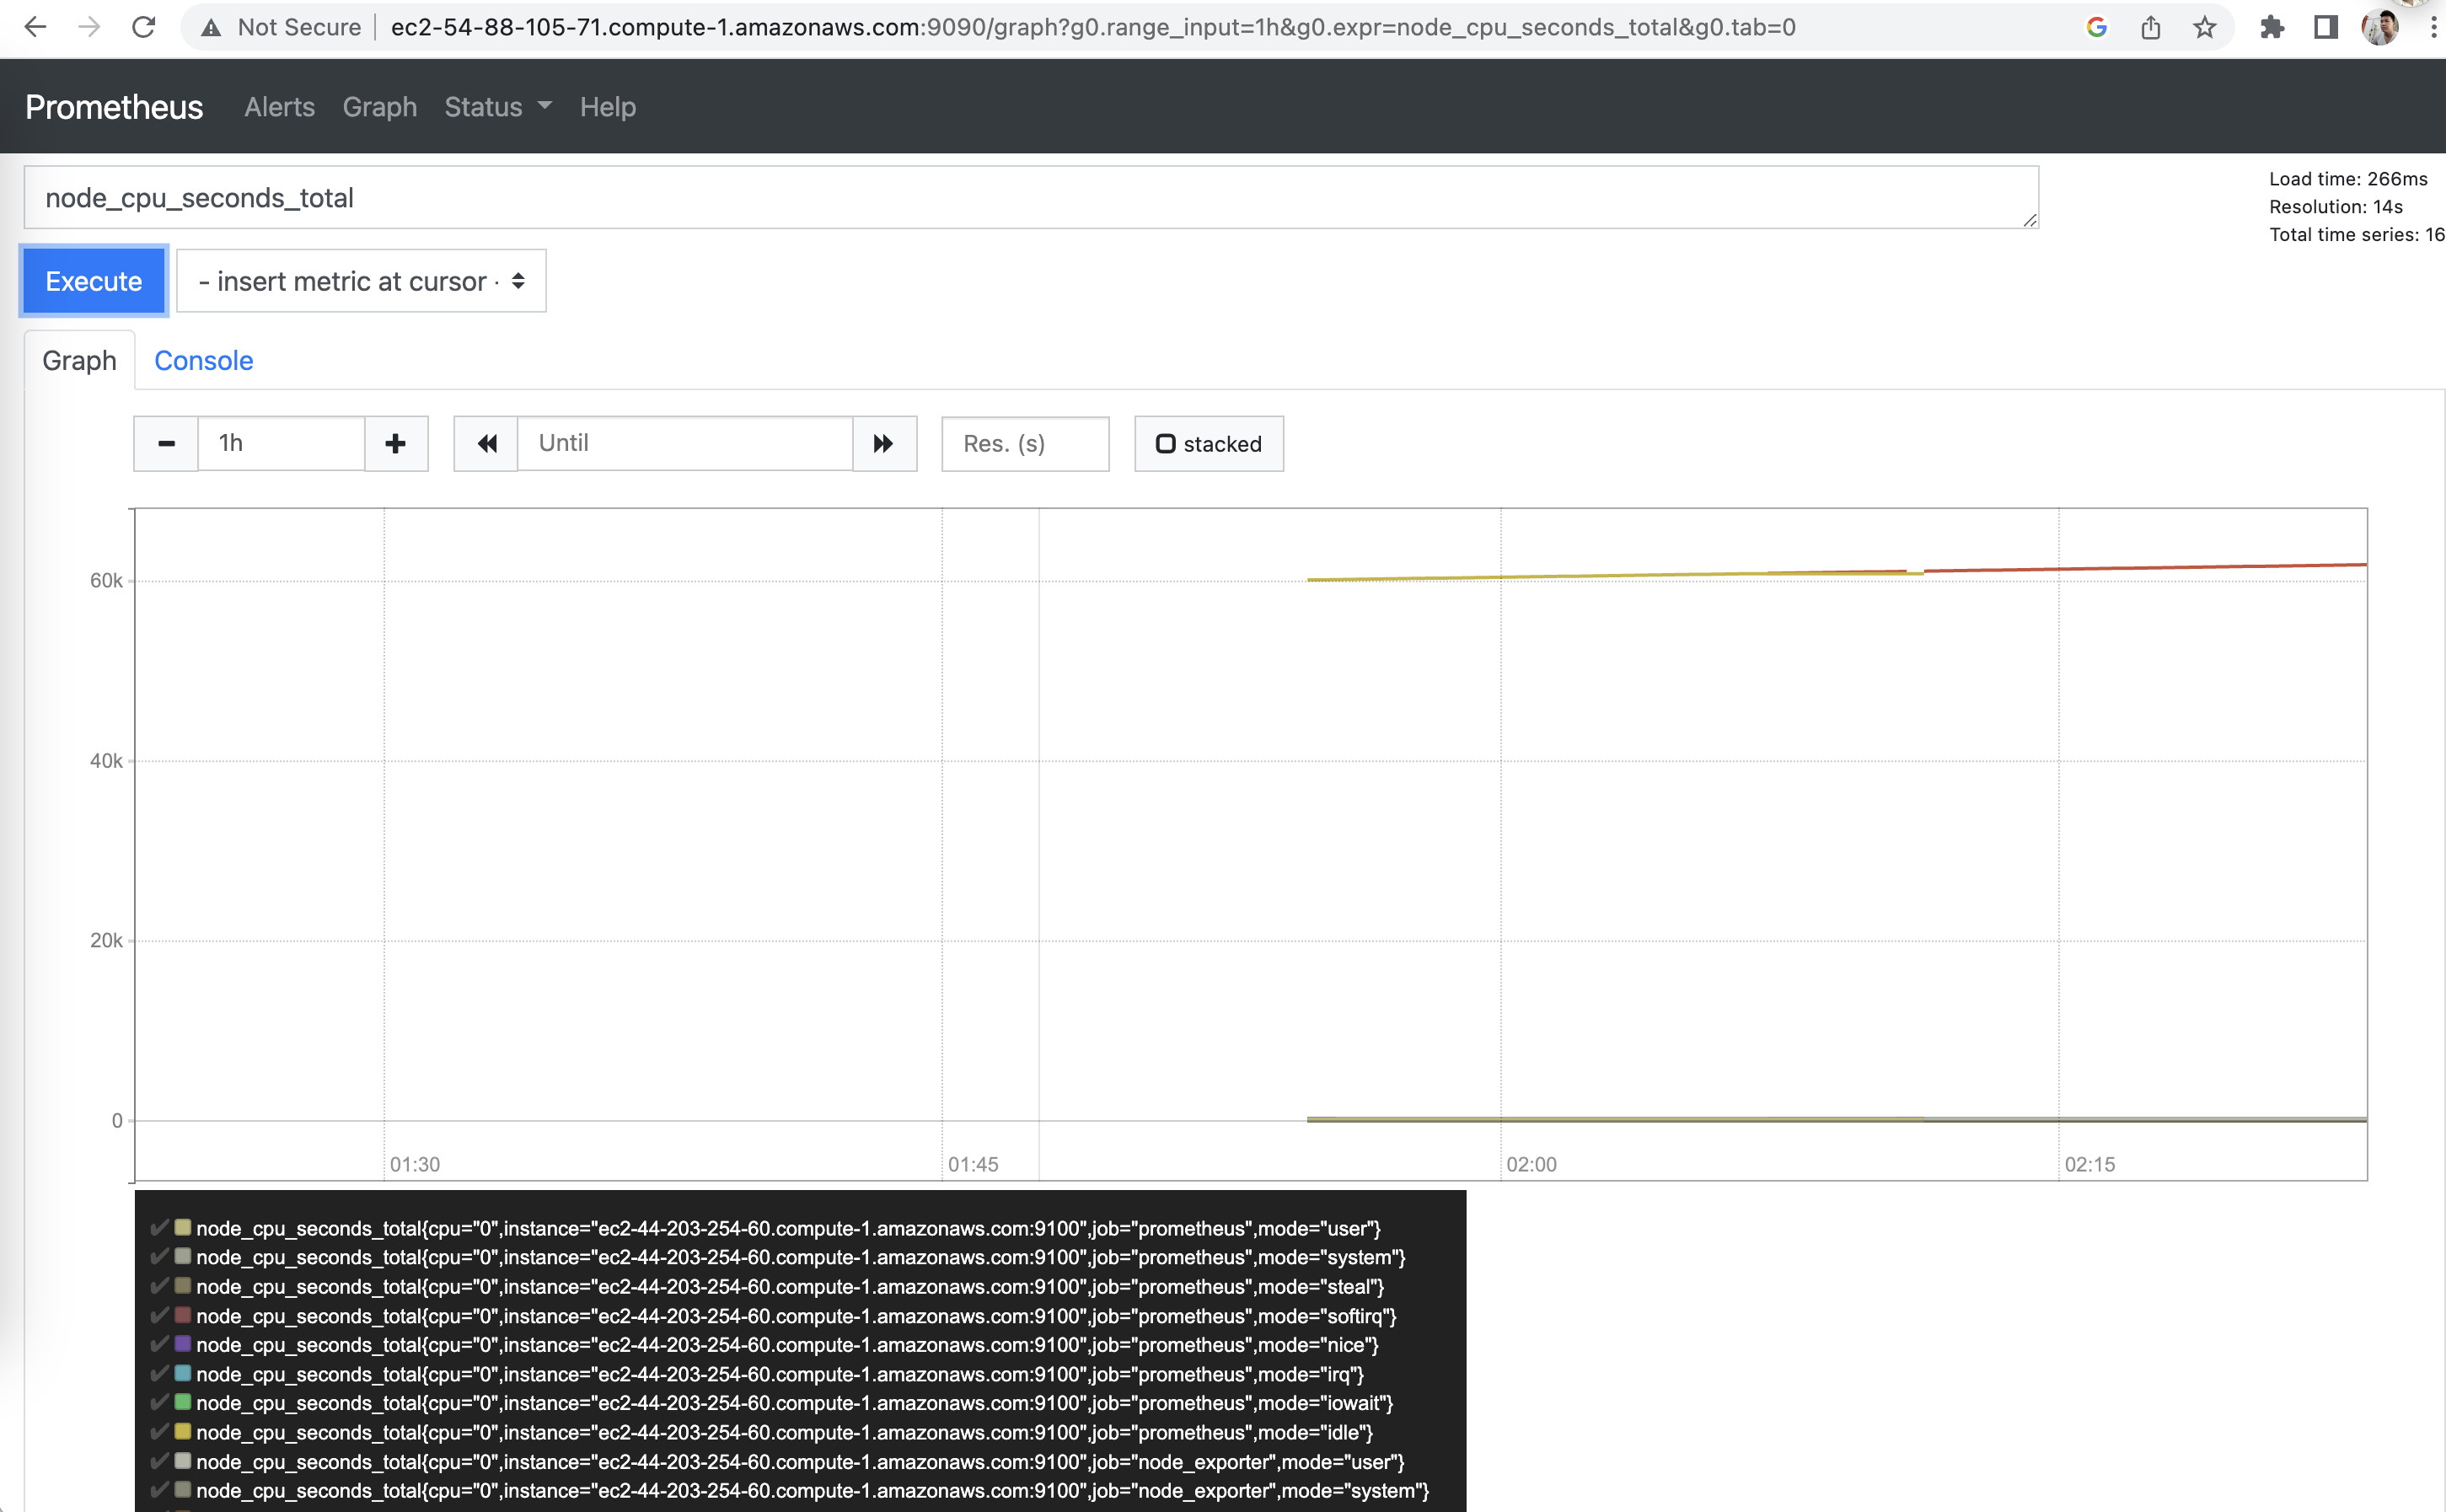 Not Secure ec2-54-88-105-71.compute-1.amazonaws.com:9090/graph?g0.range_input=1h&g0.expr=node_cpu_seconds_total&g0.tab=0
Prometheus Alerts Graph Status Help
node_cpu_seconds_total
Load time: 266ms
Resolution: 14s
Total time series: 16
Execute - insert metric at cursor -
Graph Console
1h Until Res. (s) stacked
60k
40k
20k
0
01:30 01:45 02:00 02:15
node_cpu_seconds_total{cpu="0",instance="ec2-44-203-254-60.compute-1.amazonaws.com:9100",job="prometheus",mode="user"}
node_cpu_seconds_total{cpu="0",instance="ec2-44-203-254-60.compute-1.amazonaws.com:9100",job="prometheus",mode="system"}
node_cpu_seconds_total{cpu="0",instance="ec2-44-203-254-60.compute-1.amazonaws.com:9100",job="prometheus",mode="steal"}
node_cpu_seconds_total{cpu="0",instance="ec2-44-203-254-60.compute-1.amazonaws.com:9100",job="prometheus",mode="softirq"}
node_cpu_seconds_total{cpu="0",instance="ec2-44-203-254-60.compute-1.amazonaws.com:9100",job="prometheus",mode="nice"}
node_cpu_seconds_total{cpu="0",instance="ec2-44-203-254-60.compute-1.amazonaws.com:9100",job="prometheus",mode="irq"}
node_cpu_seconds_total{cpu="0",instance="ec2-44-203-254-60.compute-1.amazonaws.com:9100",job="prometheus",mode="iowait"}
node_cpu_seconds_total{cpu="0",instance="ec2-44-203-254-60.compute-1.amazonaws.com:9100",job="prometheus",mode="idle"}
node_cpu_seconds_total{cpu="0",instance="ec2-44-203-254-60.compute-1.amazonaws.com:9100",job="node_exporter",mode="user"}
node_cpu_seconds_total{cpu="0",instance="ec2-44-203-254-60.compute-1.amazonaws.com:9100",job="node_exporter",mode="system"}